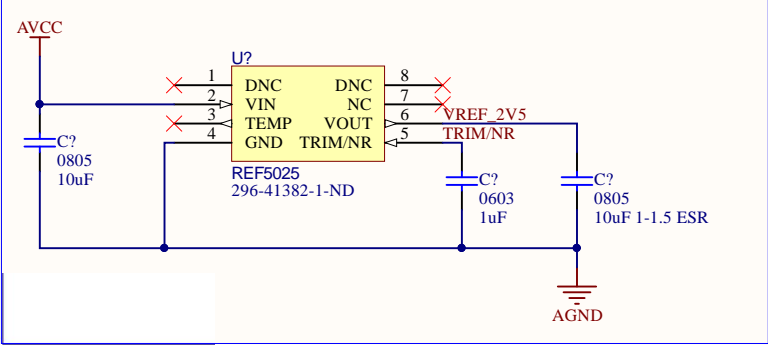 AVCC
U?
1 DNC DNC 8
2 VIN NC 7
3 TEMP VOUT 6 VREF_2V5
4 GND TRIM/NR 5 TRIM/NR
REF5025
296-41382-1-ND
C?
0805
10uF
C?
0603
1uF
C?
0805
10uF 1-1.5 ESR
AGND